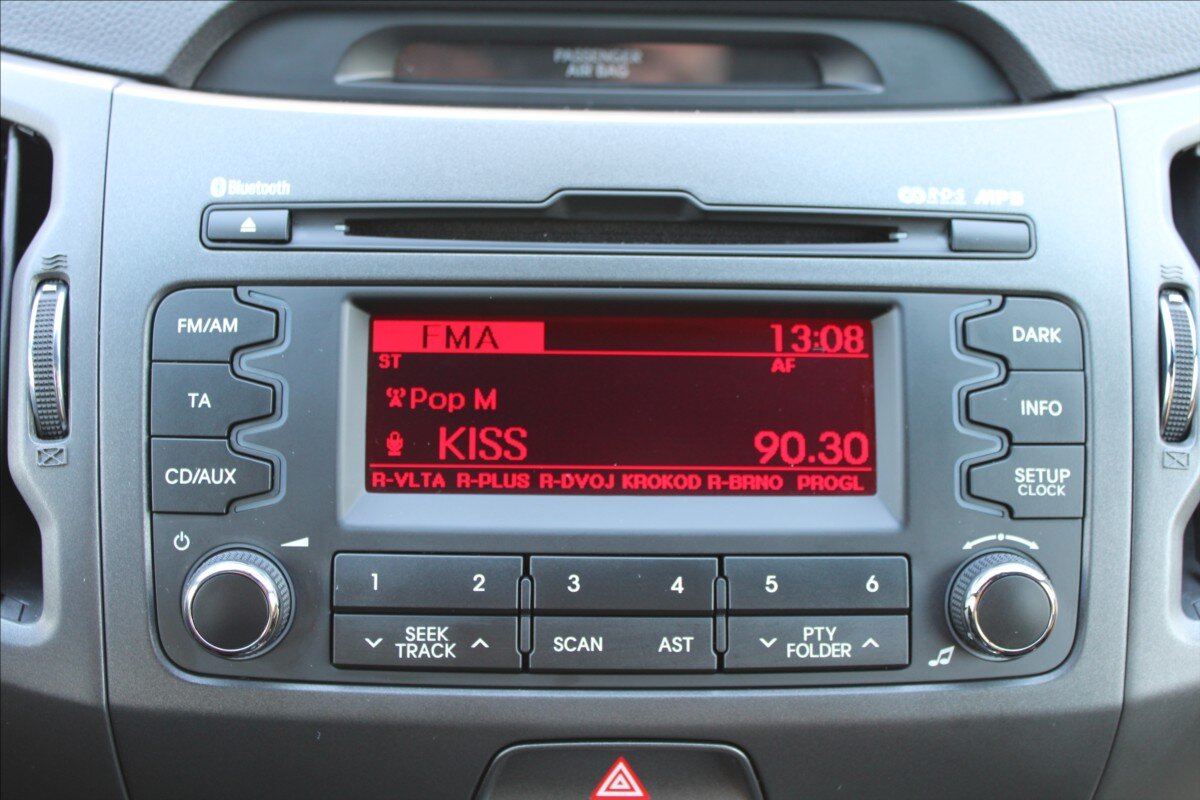 PASSENGER
AIR BAG
Bluetooth
MP3
FM/AM
TA
CD/AUX
FMA 13:08
ST AF
Pop M
KISS 90.30
R-VLTA R-PLUS R-DVOJ KROKOD R-BRNO PROGL
DARK
INFO
SETUP
CLOCK
1 2 3 4 5 6
SEEK
TRACK
SCAN AST
PTY
FOLDER